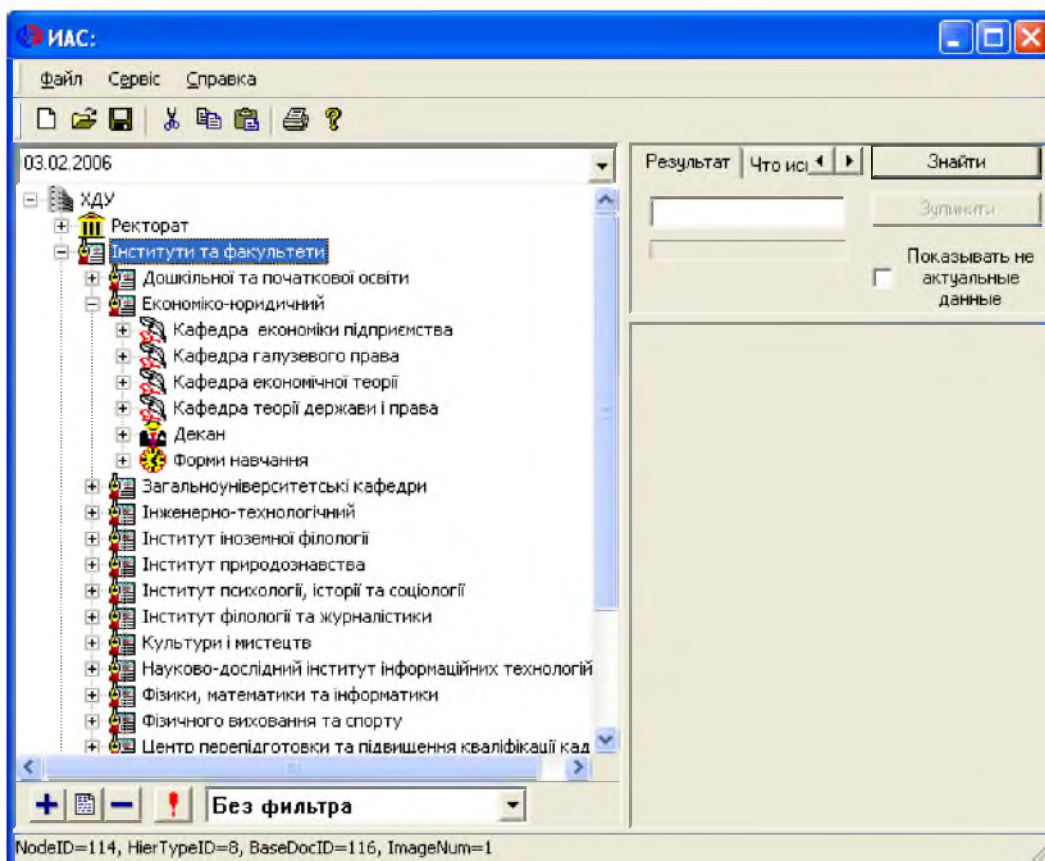 ИАС:
Файл Сервіс Справка
03.02.2006
ХДУ
Ректорат
Інститути та факультети
Дошкільної та початкової освіти
Економіко-юридичний
Кафедра економіки підприємства
Кафедра галузевого права
Кафедра економічної теорії
Кафедра теорії держави і права
Декан
Форми навчання
Загальноуніверситетські кафедри
Інженерно-технологічний
Інститут іноземної філології
Інститут природознавства
Інститут психології, історії та соціології
Інститут філології та журналістики
Культури і мистецтв
Науково-дослідний інститут інформаційних технологій
Фізики, математики та інформатики
Фізичного виховання та спорту
Центр перепідготовки та підвищення кваліфікації кад
Без фильтра
Результат Что исі Знайти
Зупинити
Показывать не
актуальные
данные
NodeID=114, HierTypeID=8, BaseDocID=116, ImageNum=1